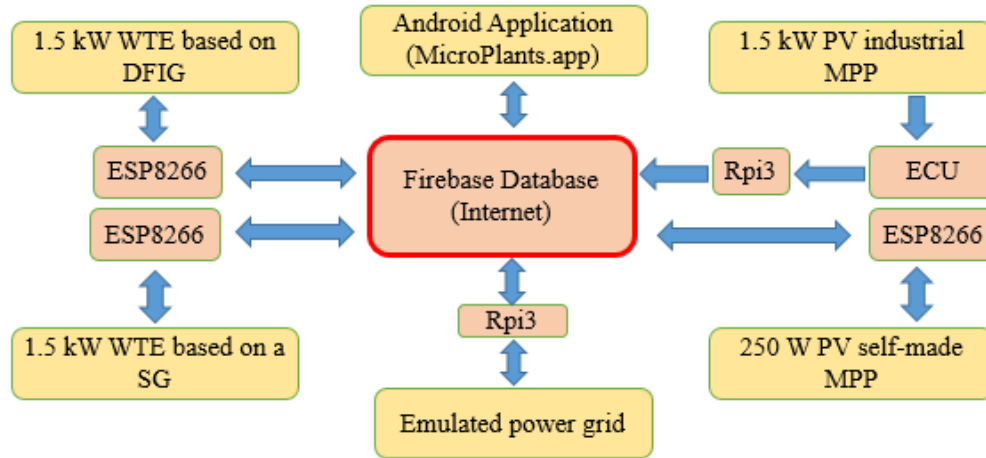 1.5 kW WTE based on
DFIG
Android Application
(MicroPlants.app)
1.5 kW PV industrial
MPP
ESP8266
Firebase Database
(Internet)
Rpi3
ECU
ESP8266
ESP8266
Rpi3
1.5 kW WTE based on a
SG
250 W PV self-made
MPP
Emulated power grid